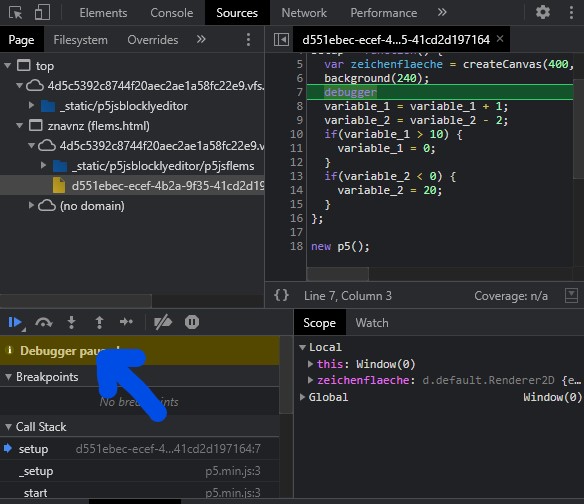 Elements Console Sources Network Performance »
Page Filesystem Overrides »
d551ebec-ecef-4...5-41cd2d197164 ×
top
4d5c5392c8744f20aec2ae1a58fc22e9.vfs.
_static/p5jsblocklyeditor
znavnz (flems.html)
4d5c5392c8744f20aec2ae1a58fc22e9.v
_static/p5jsblocklyeditor/p5jsflems
d551ebec-ecef-4b2a-9f35-41cd2d19
(no domain)
5 var zeichenflaeche = createCanvas(400,
6 background(240);
7 debugger
8 variable_1 = variable_1 + 1;
9 variable_2 = variable_2 - 2;
10 if(variable_1 > 10) {
11 variable_1 = 0;
12 }
13 if(variable_2 < 0) {
14 variable_2 = 20;
15 }
16 };
17
18 new p5();
{} Line 7, Column 3 Coverage: n/a
Debugger
Breakpoints
No
Call Stack
setup d551ebec-ecef-4...41cd2d197164:7
_setup p5.min.js:3
_start p5.min.js:3
Scope Watch
Local
this: Window(0)
zeichenflaeche: d.default.Renderer2D {e...
Global Window(0)